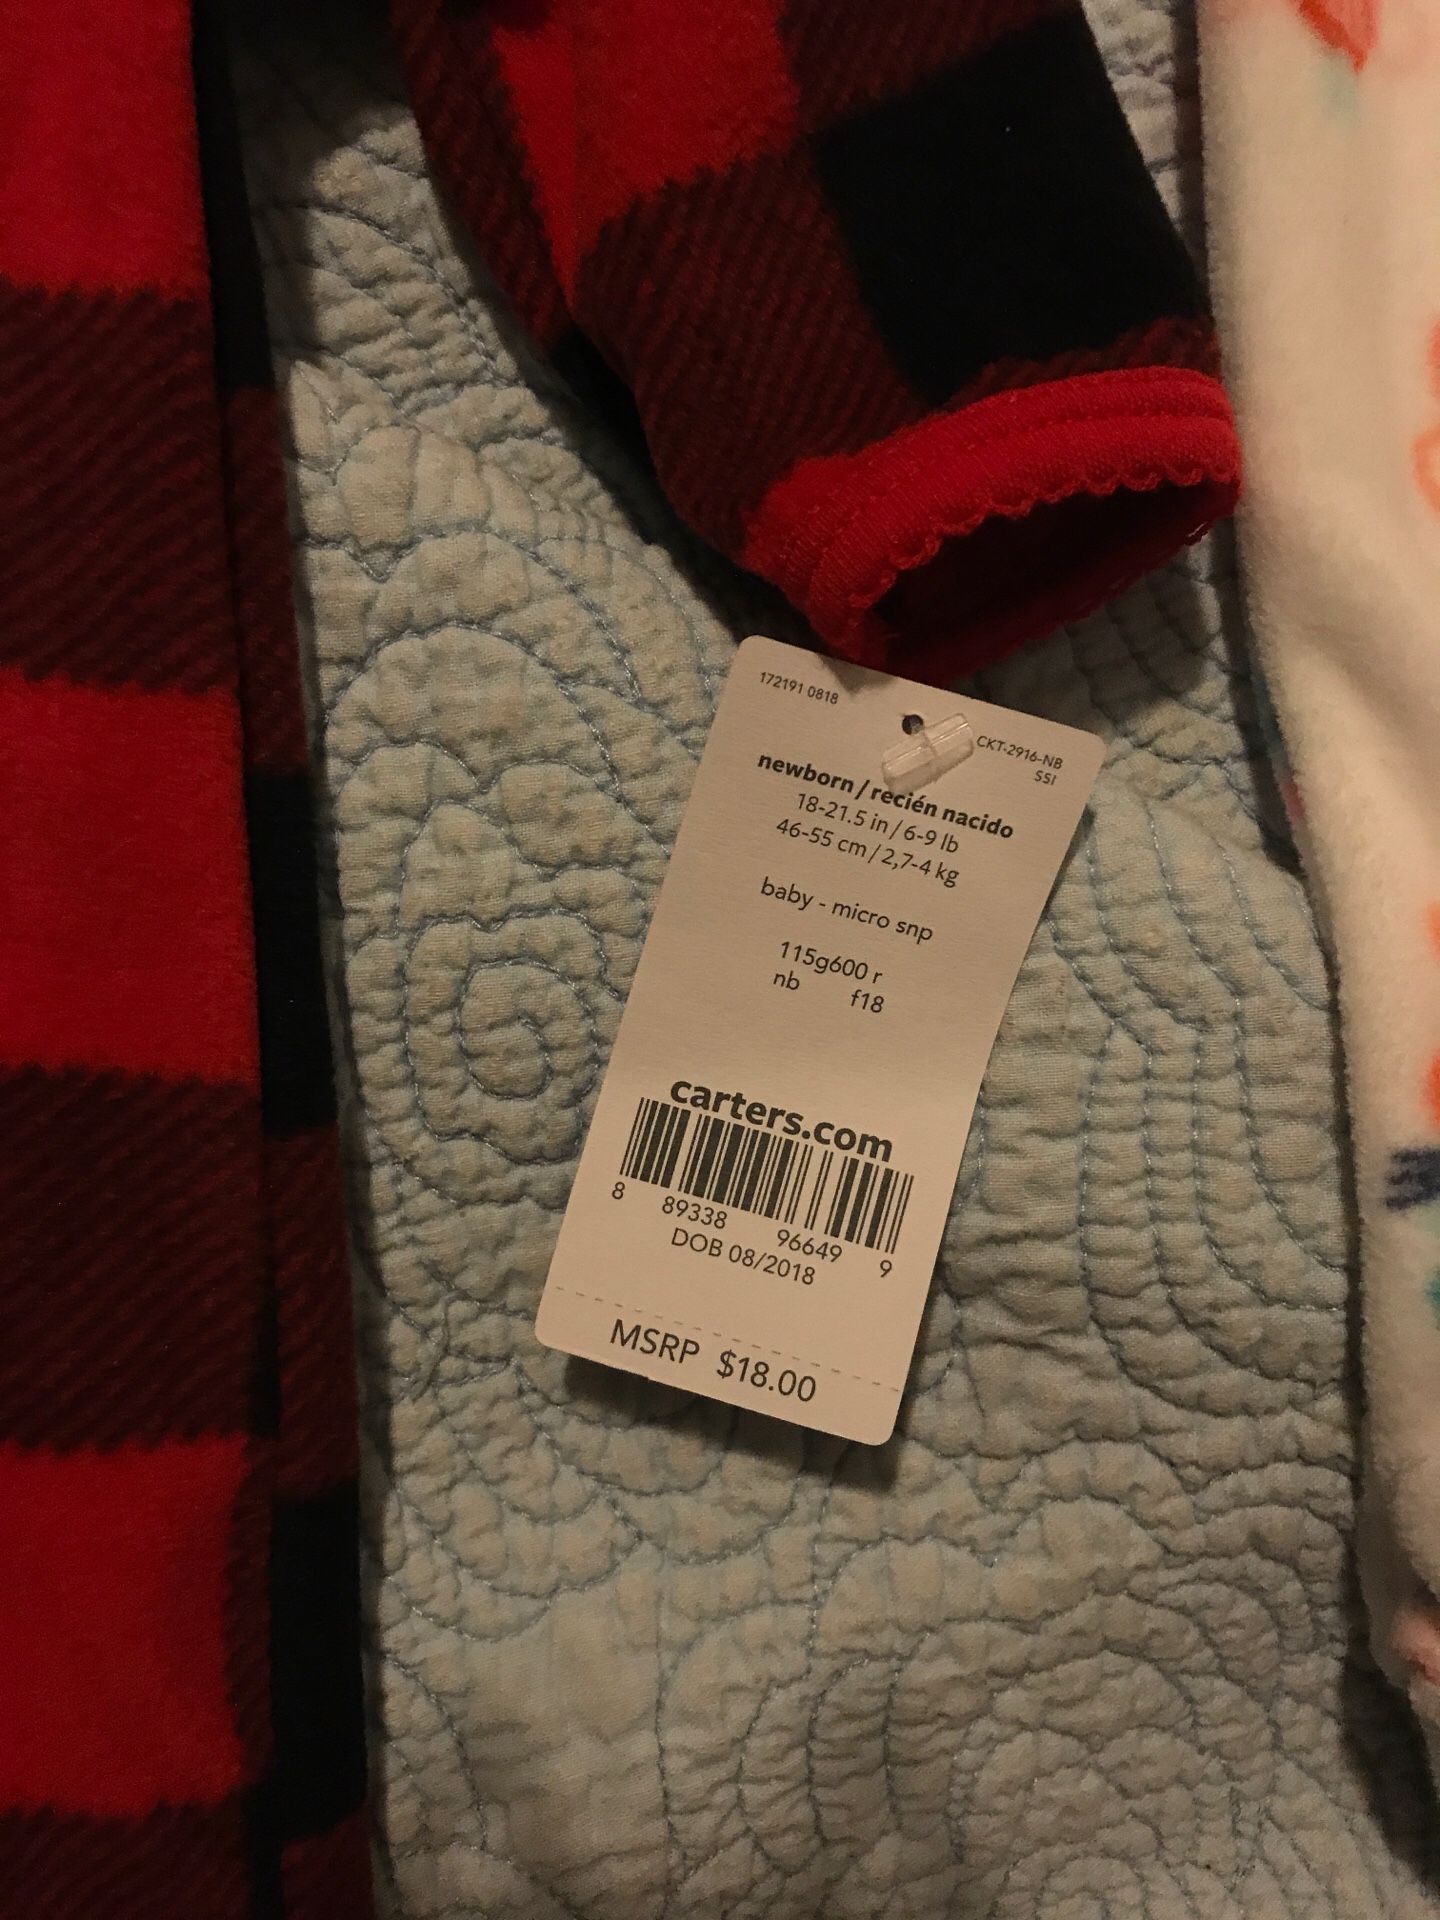 172191 0818
CKT-2916-NB
SSI
newborn / recién nacido
18-21.5 in / 6-9 lb
46-55 cm / 2,7-4 kg
baby - micro snp
115g600 r
nb f18
carters.com
8 89338 96649 9
DOB 08/2018
MSRP $18.00